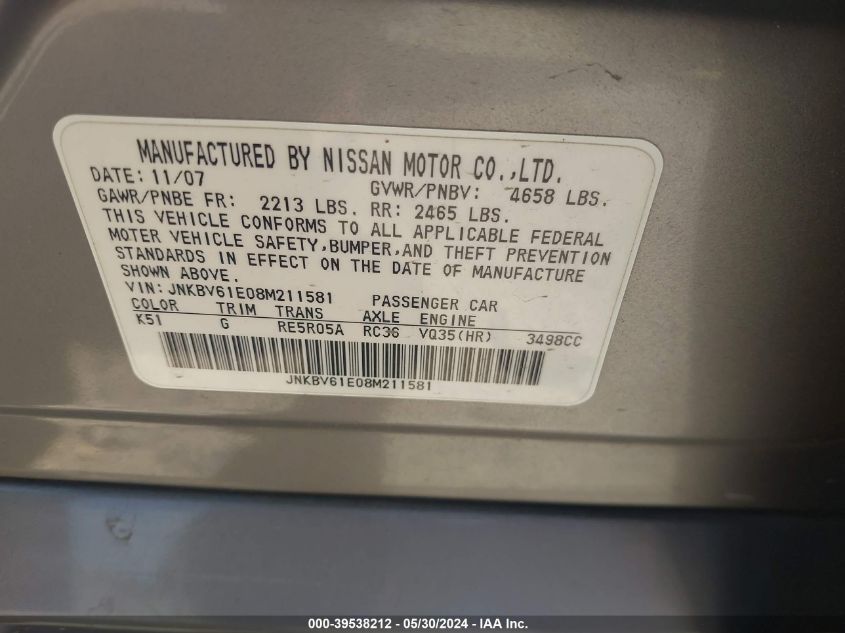 MANUFACTURED BY NISSAN MOTOR CO.,LTD.
DATE: 11/07 GVWR/PNBV: 4658 LBS.
GAWR/PNBE FR: 2213 LBS. RR: 2465 LBS.
THIS VEHICLE CONFORMS TO ALL APPLICABLE FEDERAL
MOTER VEHICLE SAFETY,BUMPER,AND THEFT PREVENTION
STANDARDS IN EFFECT ON THE DATE OF MANUFACTURE
SHOWN ABOVE.
VIN: JNKBV61E08M211581 PASSENGER CAR
COLOR TRIM TRANS AXLE ENGINE
K51 G RE5R05A RC36 VQ35(HR) 3498CC
JNKBV61E08M211581
000-39538212 - 05/30/2024 - IAA Inc.